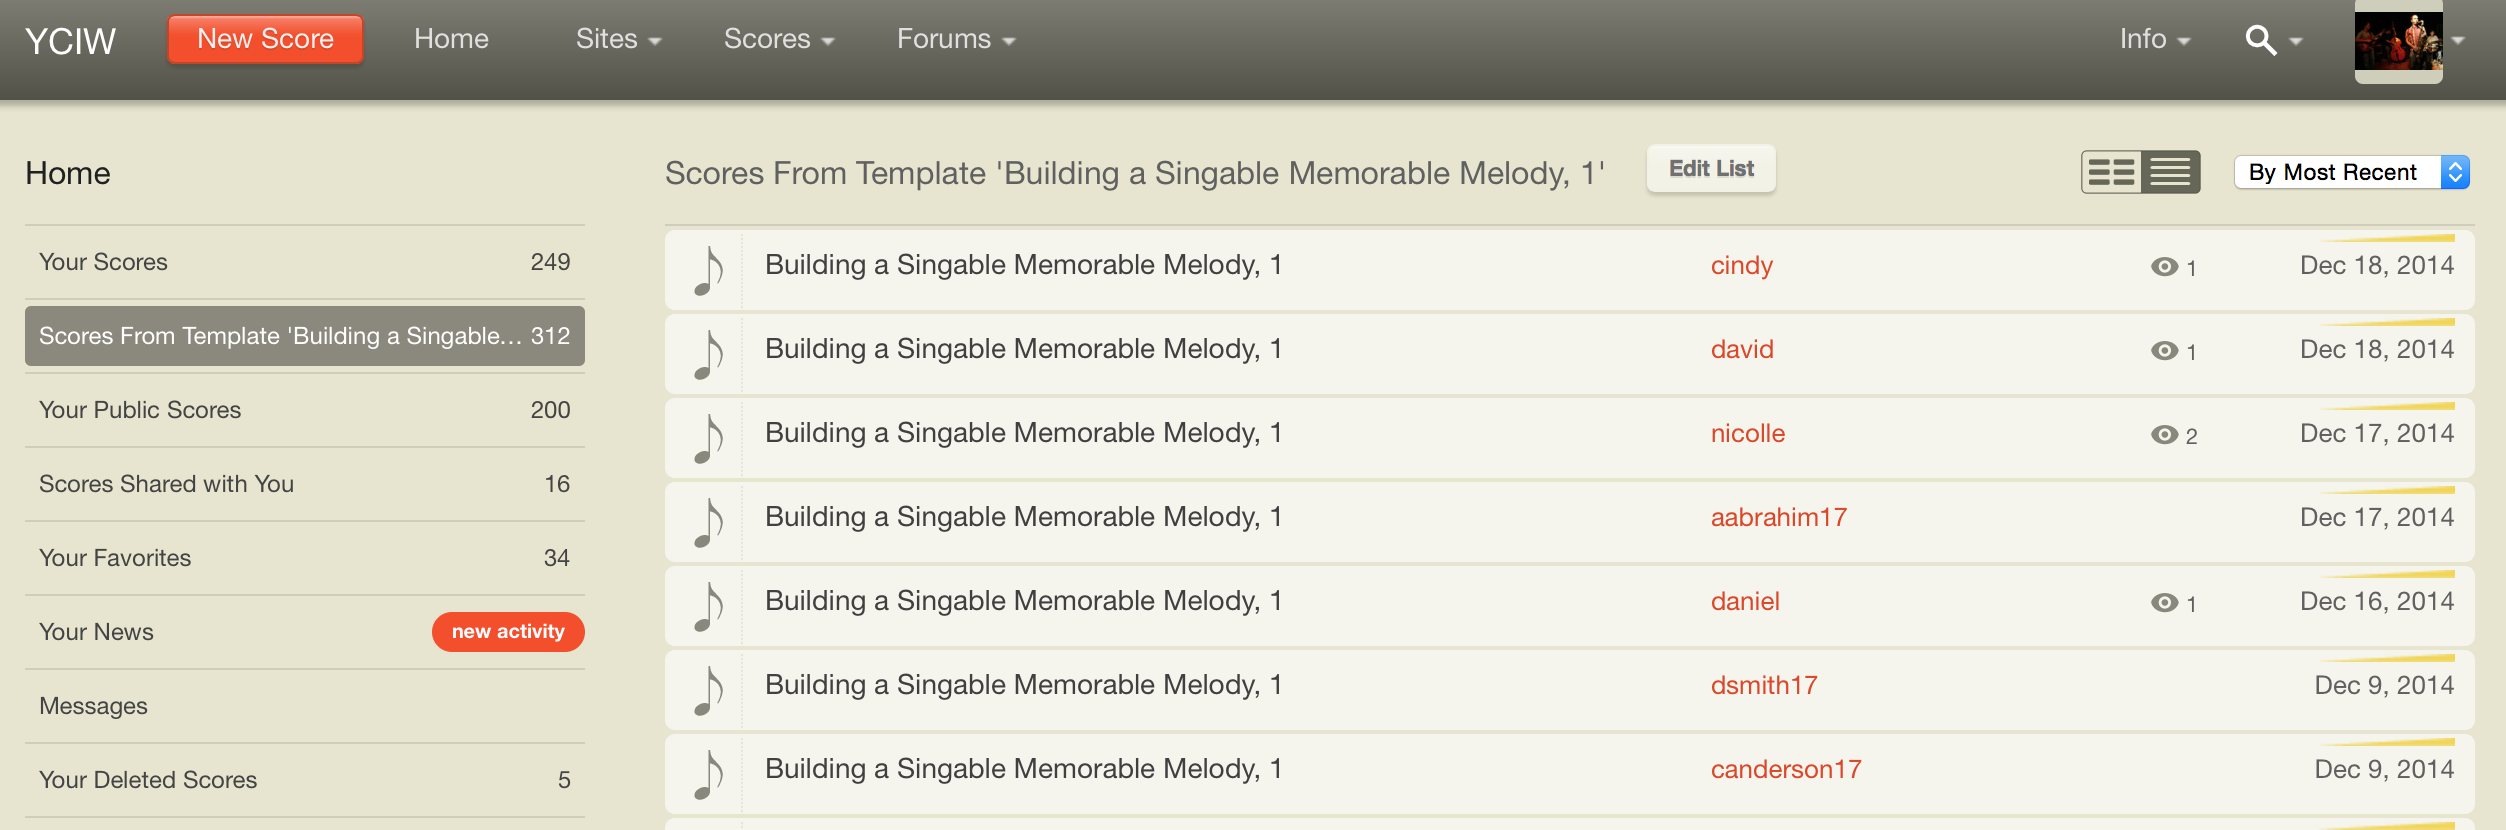 YCIW New Score Home Sites Scores Forums Info
Home
Your Scores 249
Scores From Template 'Building a Singable... 312
Your Public Scores 200
Scores Shared with You 16
Your Favorites 34
Your News new activity
Messages
Your Deleted Scores 5
Scores From Template 'Building a Singable Memorable Melody, 1' Edit List By Most Recent
Building a Singable Memorable Melody, 1 cindy 1 Dec 18, 2014
Building a Singable Memorable Melody, 1 david 1 Dec 18, 2014
Building a Singable Memorable Melody, 1 nicolle 2 Dec 17, 2014
Building a Singable Memorable Melody, 1 aabrahim17 Dec 17, 2014
Building a Singable Memorable Melody, 1 daniel 1 Dec 16, 2014
Building a Singable Memorable Melody, 1 dsmith17 Dec 9, 2014
Building a Singable Memorable Melody, 1 canderson17 Dec 9, 2014